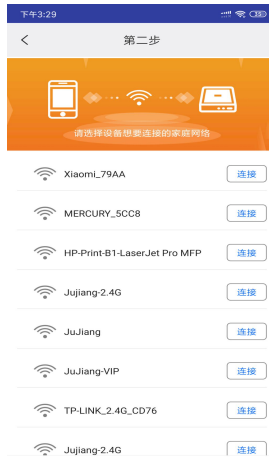 下午3:29
第二步
请选择设备想要连接的家庭网络
Xiaomi_79AA 连接
MERCURY_5CC8 连接
HP-Print-B1-LaserJet Pro MFP 连接
Jujiang-2.4G 连接
JuJiang 连接
JuJiang-VIP 连接
TP-LINK_2.4G_CD76 连接
Jujiang-2.4G 连接